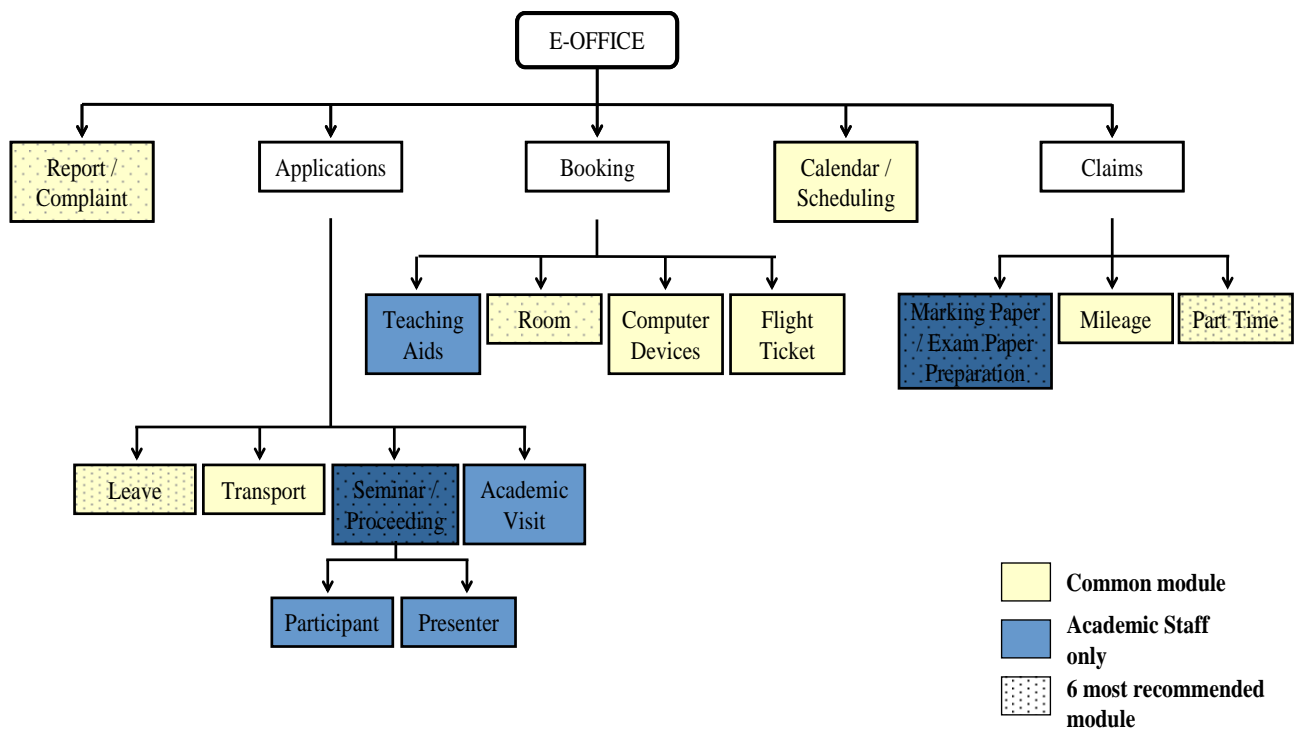 E-OFFICE
Report /
Complaint
Applications
Booking
Calendar /
Scheduling
Claims
Teaching
Aids
Room
Computer
Devices
Flight
Ticket
Marking Paper
/ Exam Paper
Preparation
Mileage
Part Time
Leave
Transport
Seminar /
Proceeding
Academic
Visit
Participant
Presenter
Common module
Academic Staff
only
6 most recommended
module